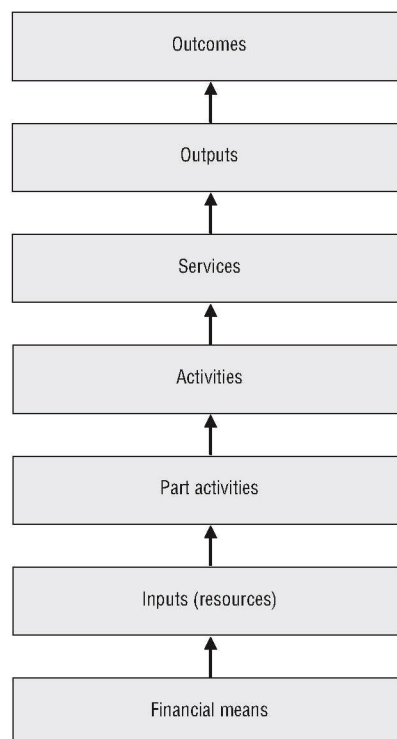 Outcomes
Outputs
Services
Activities
Part activities
Inputs (resources)
Financial means